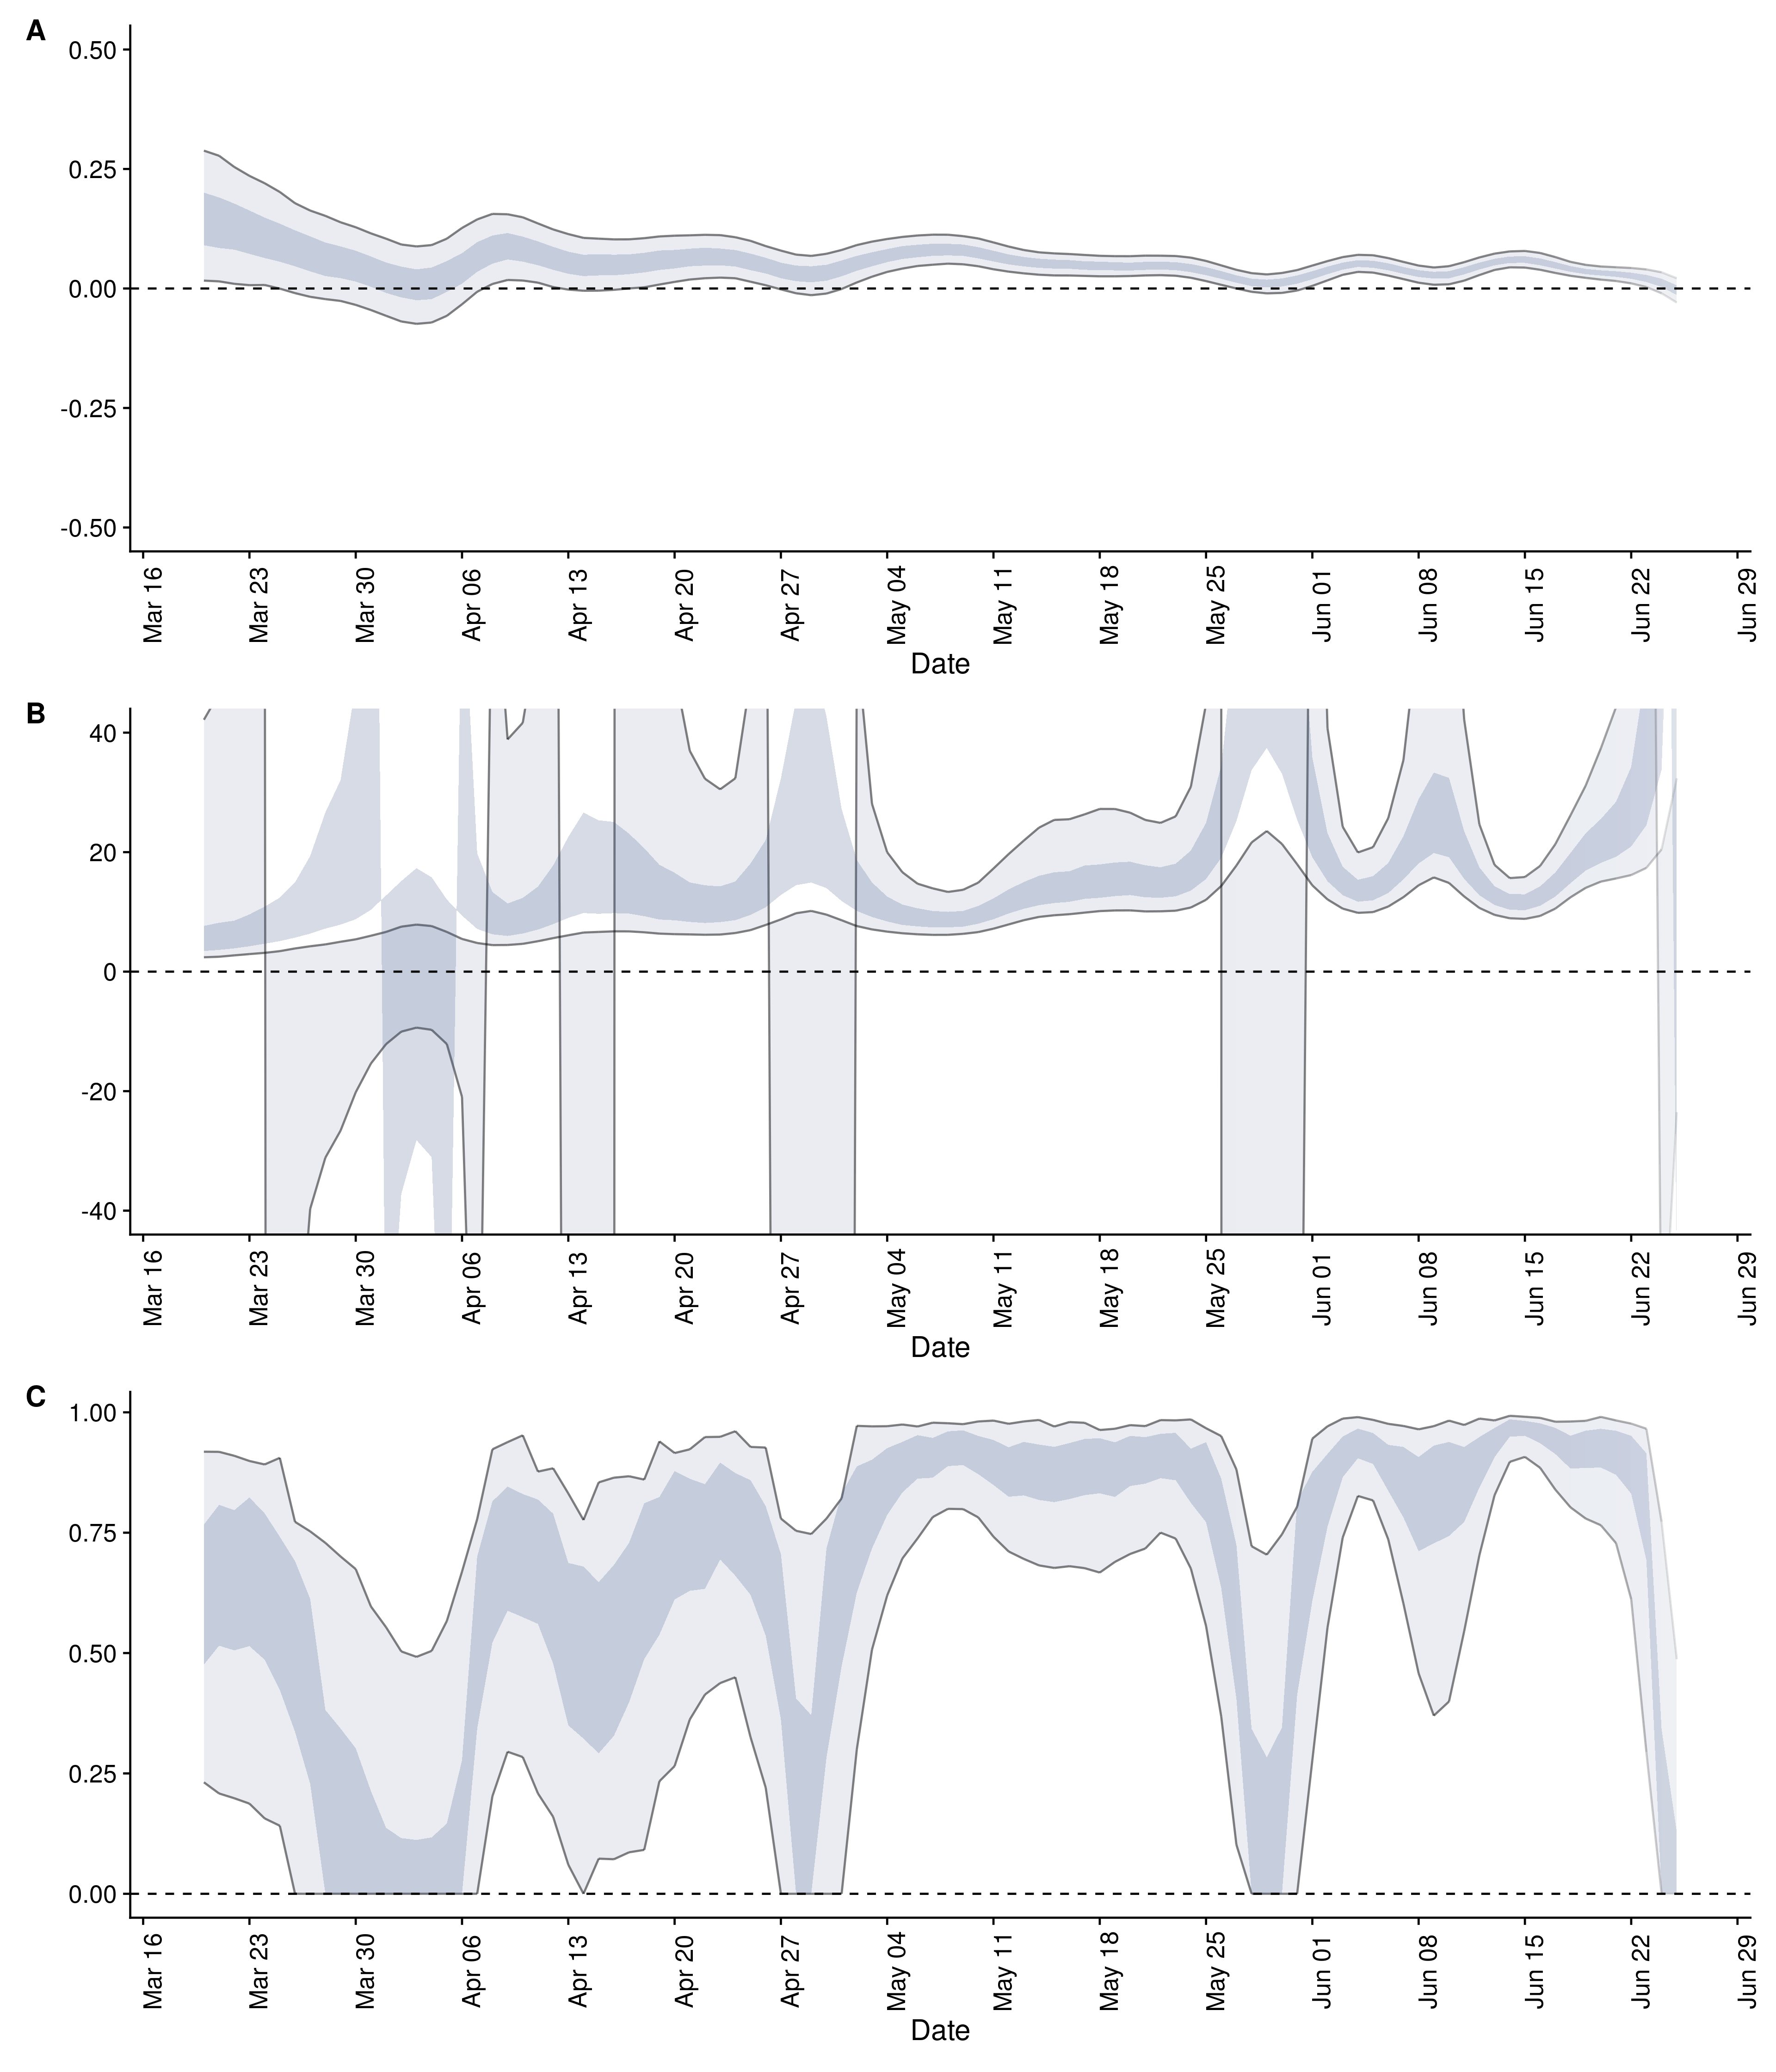 A
0.50
0.25
0.00
-0.25
-0.50
Mar 16
Mar 23
Mar 30
Apr 06
Apr 13
Apr 20
Apr 27
May 04
May 11
May 18
May 25
Jun 01
Jun 08
Jun 15
Jun 22
Jun 29
Date
B
40
20
0
-20
-40
Mar 16
Mar 23
Mar 30
Apr 06
Apr 13
Apr 20
Apr 27
May 04
May 11
May 18
May 25
Jun 01
Jun 08
Jun 15
Jun 22
Jun 29
Date
C
1.00
0.75
0.50
0.25
0.00
Mar 16
Mar 23
Mar 30
Apr 06
Apr 13
Apr 20
Apr 27
May 04
May 11
May 18
May 25
Jun 01
Jun 08
Jun 15
Jun 22
Jun 29
Date